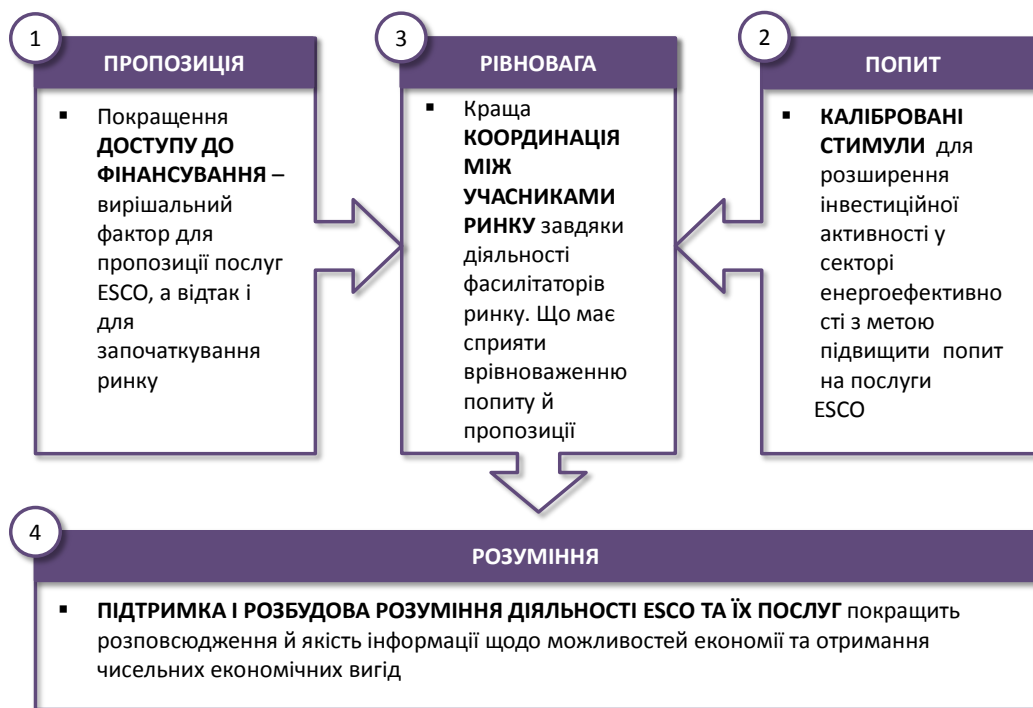 1
ПРОПОЗИЦІЯ
▪ Покращення
ДОСТУПУ ДО
ФІНАНСУВАННЯ –
вирішальний
фактор для
пропозиції послуг
ESCO, а відтак і
для
започаткування
ринку
3
РІВНОВАГА
▪ Краща
КООРДИНАЦІЯ
МІЖ
УЧАСНИКАМИ
РИНКУ завдяки
діяльності
фасилітаторів
ринку. Що має
сприяти
врівноваженню
попиту й
пропозиції
2
ПОПИТ
▪ КАЛІБРОВАНІ
СТИМУЛИ для
розширення
інвестиційної
активності у
секторі
енергоефективно
сті з метою
підвищити попит
на послуги
ESCO
4
РОЗУМІННЯ
▪ ПІДТРИМКА І РОЗБУДОВА РОЗУМІННЯ ДІЯЛЬНОСТІ ESCO ТА ЇХ ПОСЛУГ покращить
розповсюдження й якість інформації щодо можливостей економії та отримання
чисельних економічних вигід